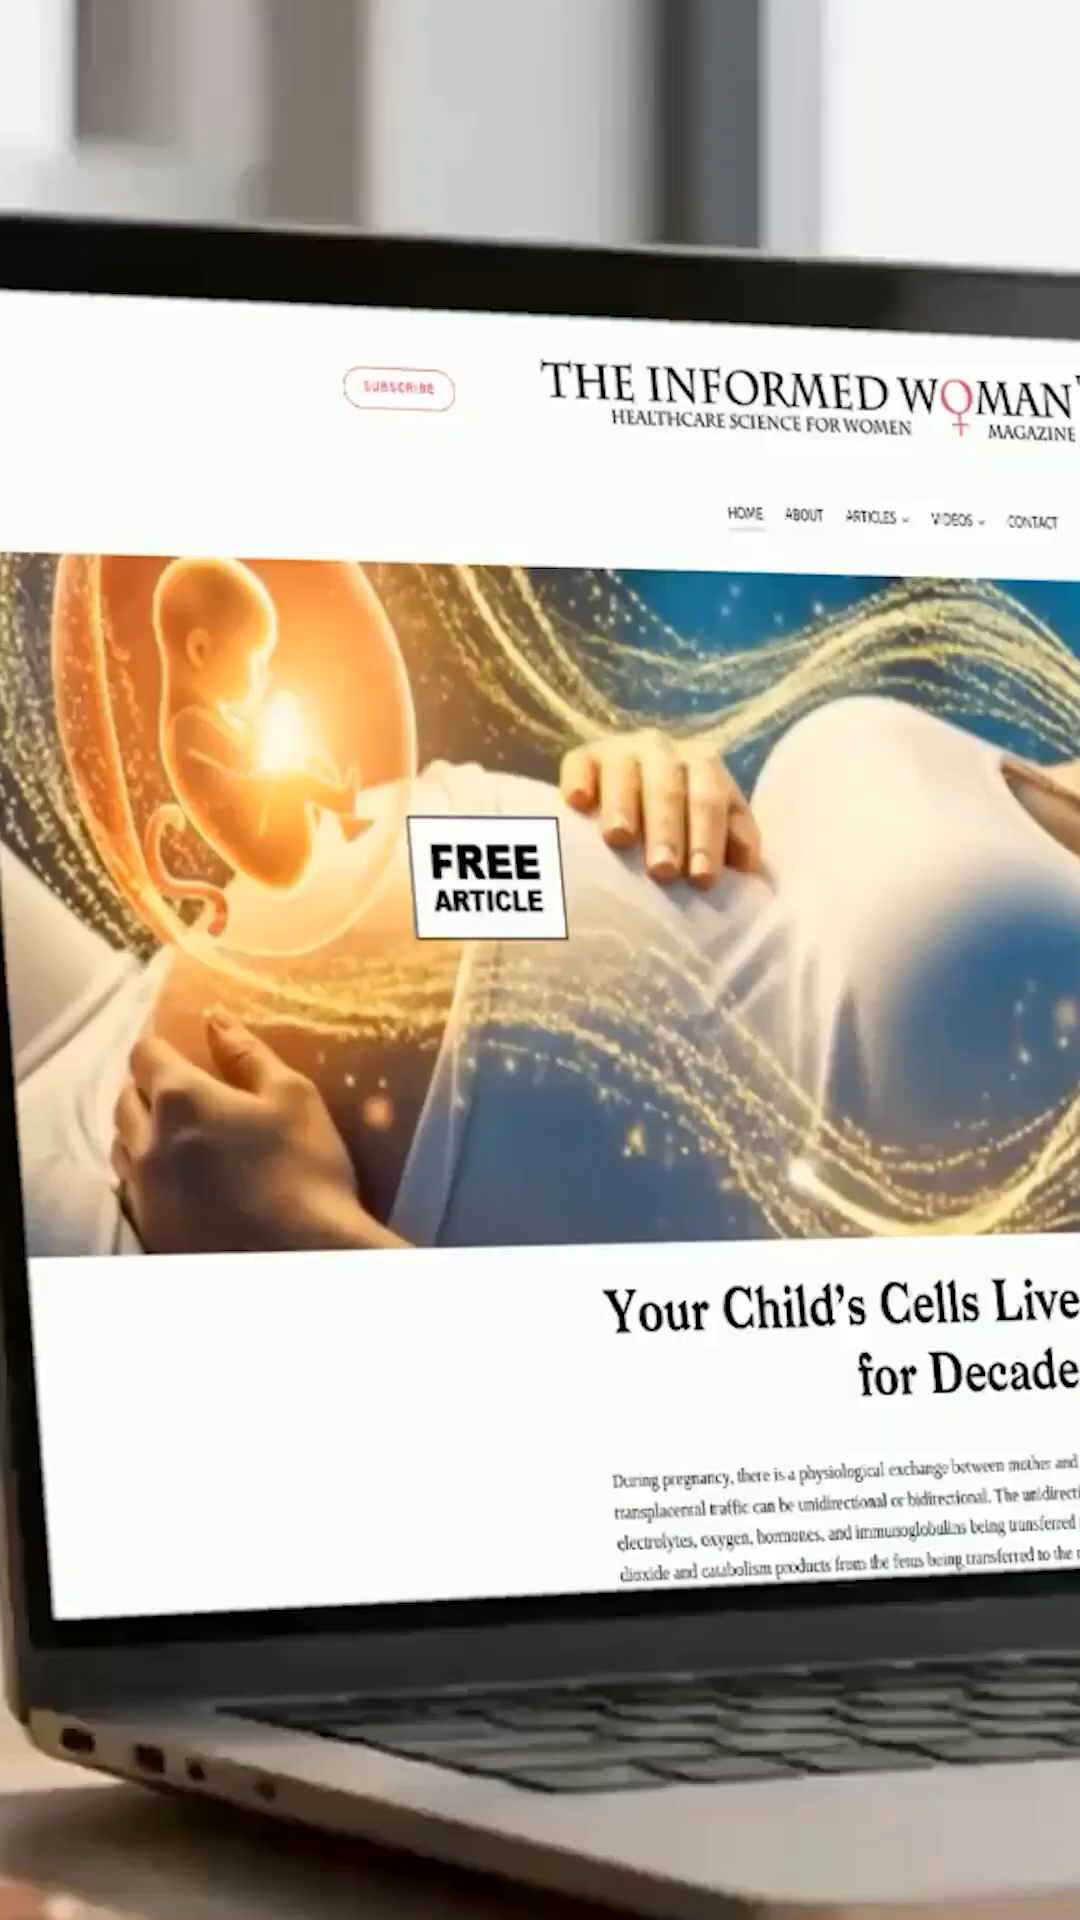 SUBSCRIBE
THE INFORMED WOMAN
HEALTHCARE SCIENCE FOR WOMEN
MAGAZINE
HOME ABOUT ARTICLES VIDEOS CONTACT
FREE
ARTICLE
Your Child's Cells Live
for Decade
During pregnancy, there is a physiological exchange between mother and
transplacental traffic can be unidirectional or bidirectional. The unidirecti
electrolytes, oxygen, hormones, and immunoglobulins being transferred
dioxide and catabolism products from the fetus being transferred to the